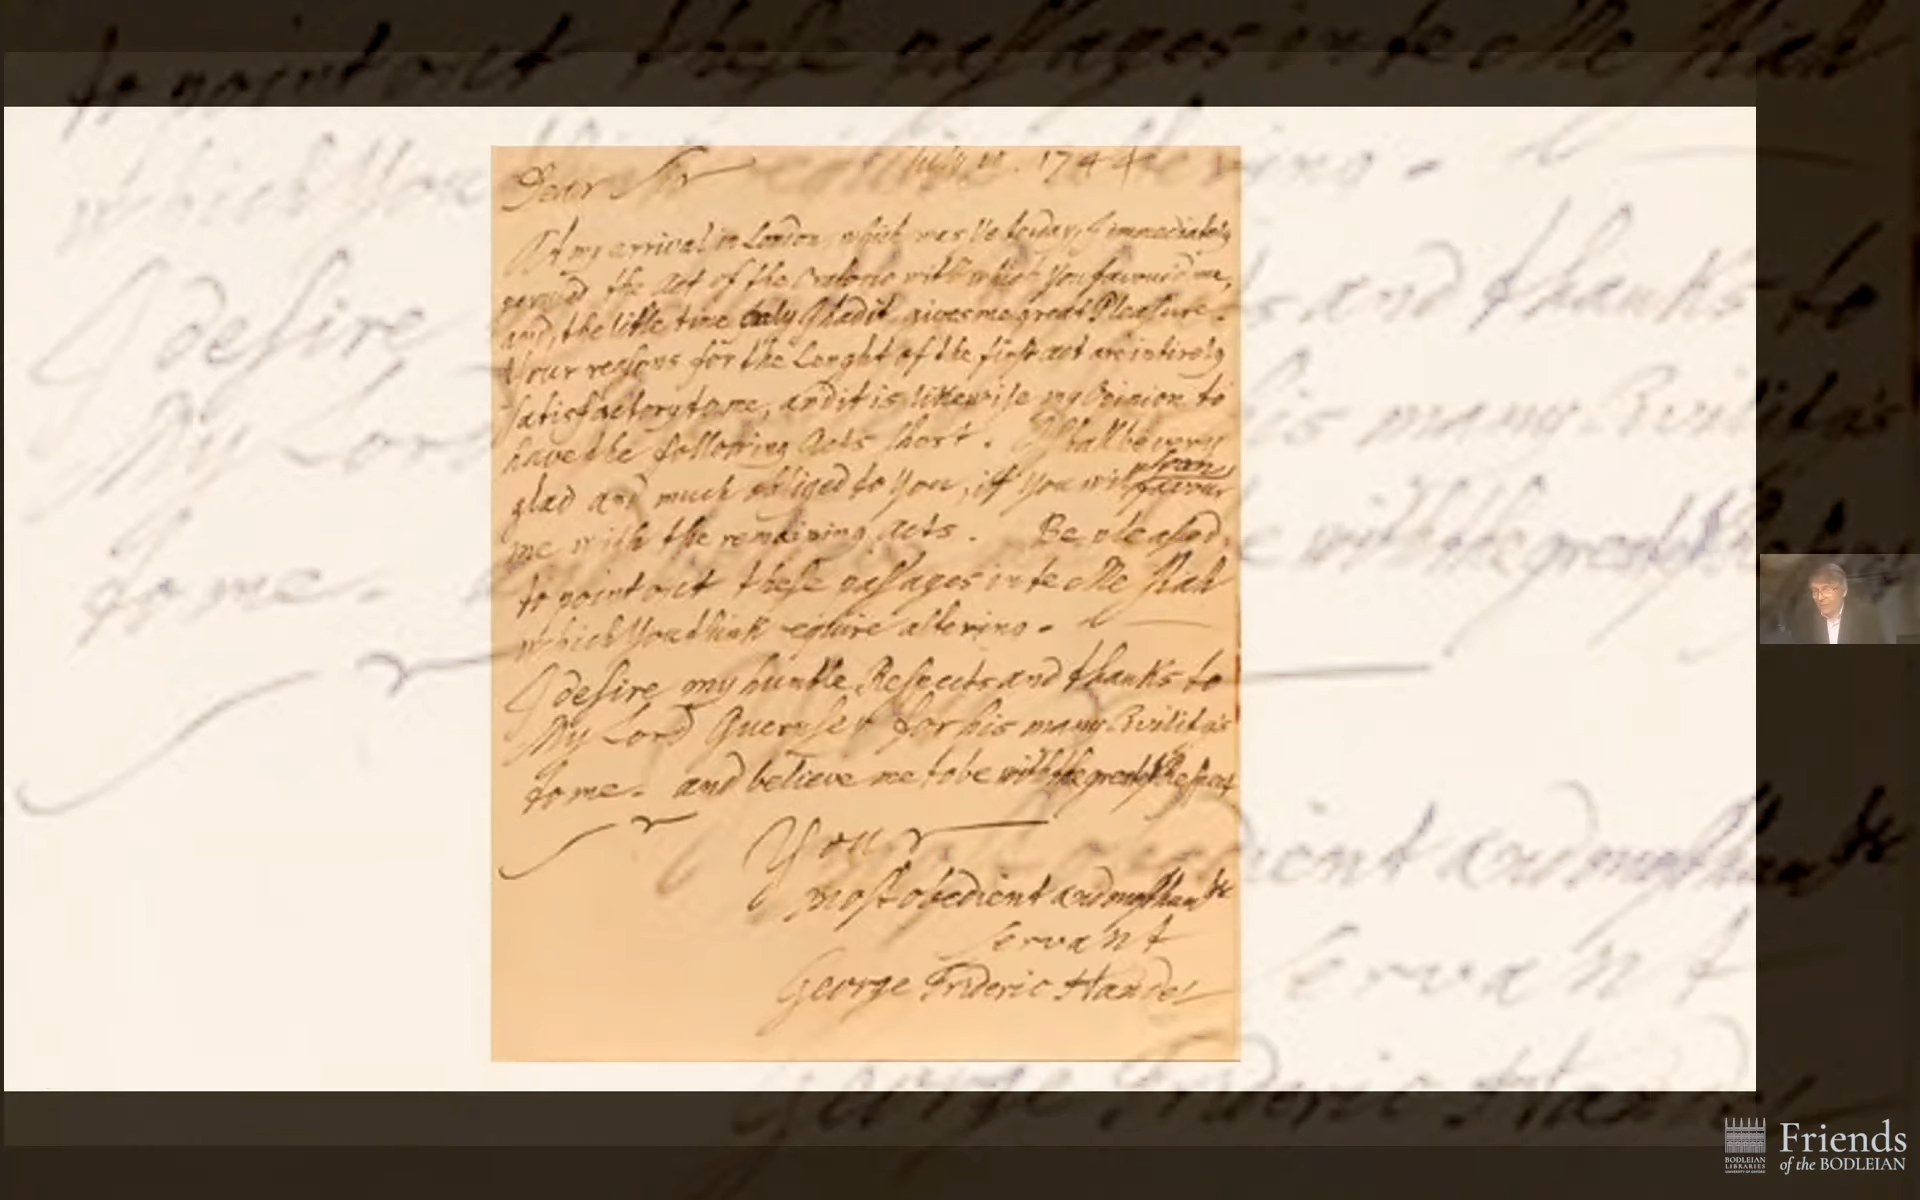 Dear Sir July 1744
At my arrival in London, which was Yesterday, I immediately
perused the Act of the Oratorio with which You favour'd me,
and, the little time only I had it, gives me great Pleasure.
Your reasons for the Lenght of the first act are intirely
satisfactory to me, and it is likewise my Opinion to
have the following Acts short. I shall be very
glad and much obliged to You, if You will soon
favour
me with the remaining Acts. Be pleased
to point out these passages in the Messiah
which You think require altering.
I desire my humble Respects and thanks to
My Lord Guernsey for his many Civility's
to me. and believe me to be with the greatest Respect
Your
most obedient and most humble
Servant
George Frideric Handel
BODLEIAN
LIBRARIES
Friends
of the BODLEIAN